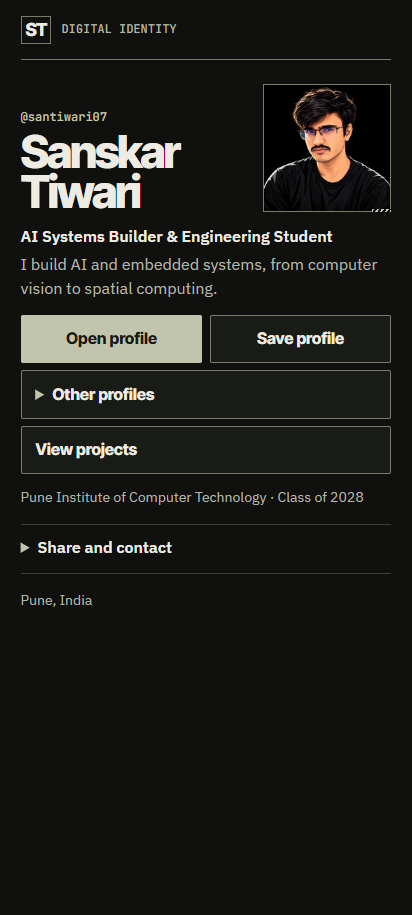 ST DIGITAL IDENTITY
@santiwari07
Sanskar
Tiwari
AI Systems Builder & Engineering Student
I build AI and embedded systems, from computer
vision to spatial computing.
Open profile Save profile
Other profiles
View projects
Pune Institute of Computer Technology · Class of 2028
Share and contact
Pune, India